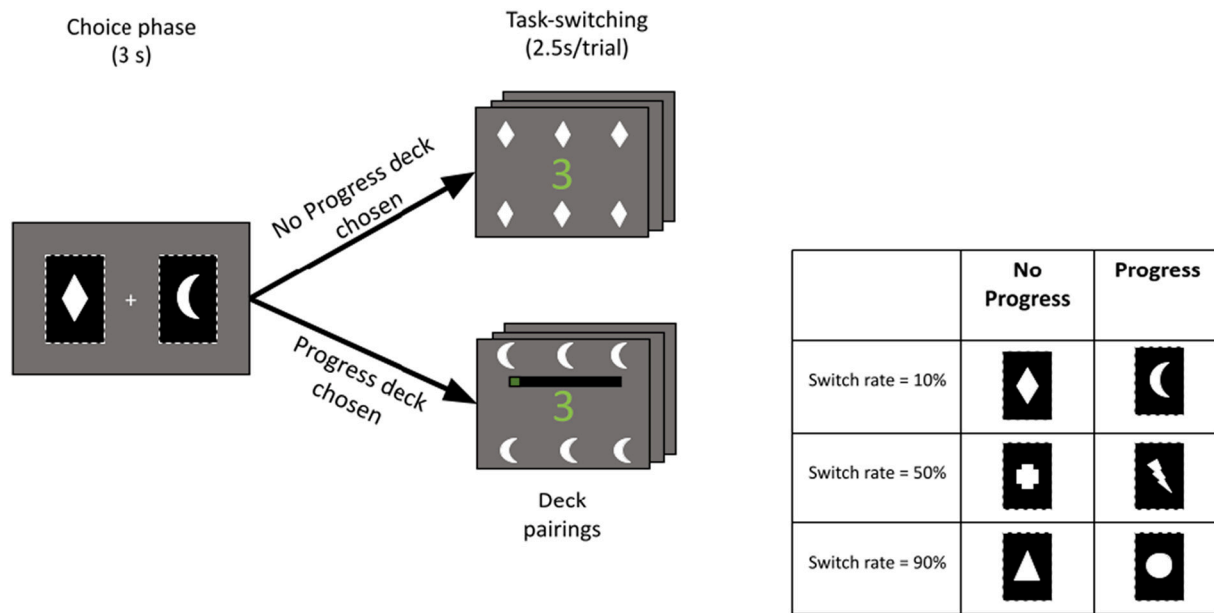 Choice phase
(3 s)
Task-switching
(2.5s/trial)
No Progress deck
chosen
3
+
Progress deck
chosen
3
Deck
pairings
No
Progress
Progress
Switch rate = 10%
Switch rate = 50%
Switch rate = 90%